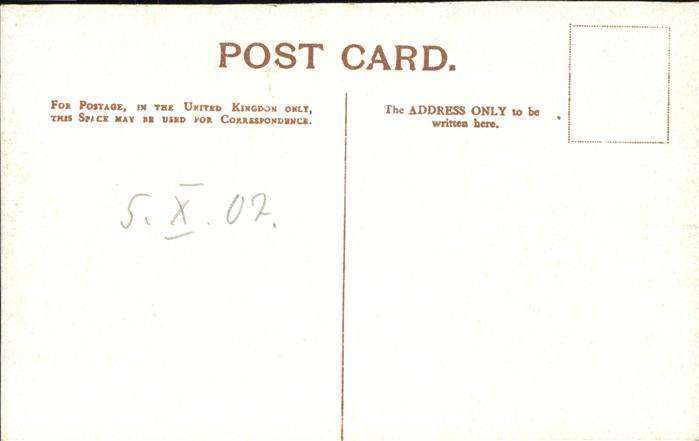 POST CARD.
FOR POSTAGE, IN THE UNITED KINGDOM ONLY,
THIS SPACE MAY BE USED FOR CORRESPONDENCE.
The ADDRESS ONLY to be
written here.
5. X. 02.